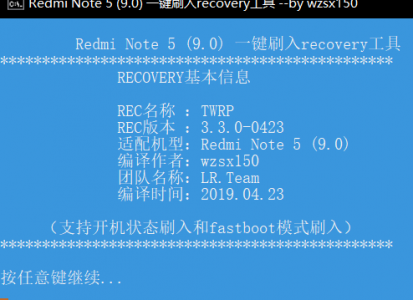 Redmi Note 5 (9.0) 一键刷入recovery工具 --by wzsx150
Redmi Note 5 (9.0) 一键刷入recovery工具
***********************************************
RECOVERY基本信息
REC名称 : TWRP
REC版本 : 3.3.0-0423
适配机型: Redmi Note 5 (9.0)
编译作者: wzsx150
团队名称: LR.Team
编译时间: 2019.04.23
（支持开机状态刷入和fastboot模式刷入）
***********************************************
按任意键继续...